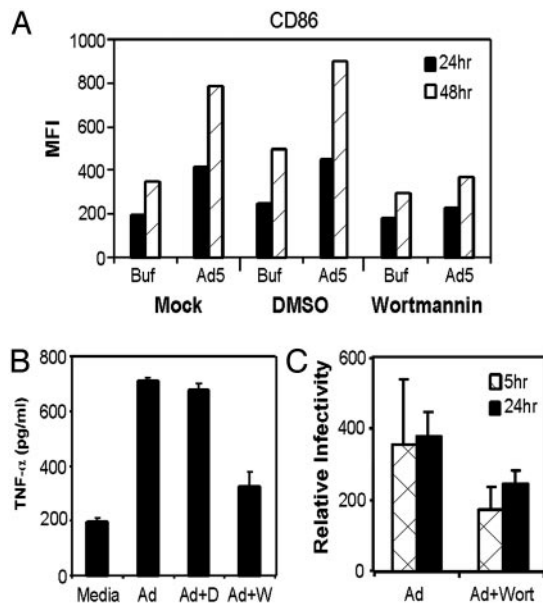 A
CD86
1000
800
600
400
200
0
MFI
24hr
48hr
Buf Ad5 Buf Ad5 Buf Ad5
Mock DMSO Wortmannin
B
800
600
400
200
0
TNF-α (pg/ml)
Media Ad Ad+D Ad+W
C
600
400
200
0
Relative Infectivity
5hr
24hr
Ad Ad+Wort